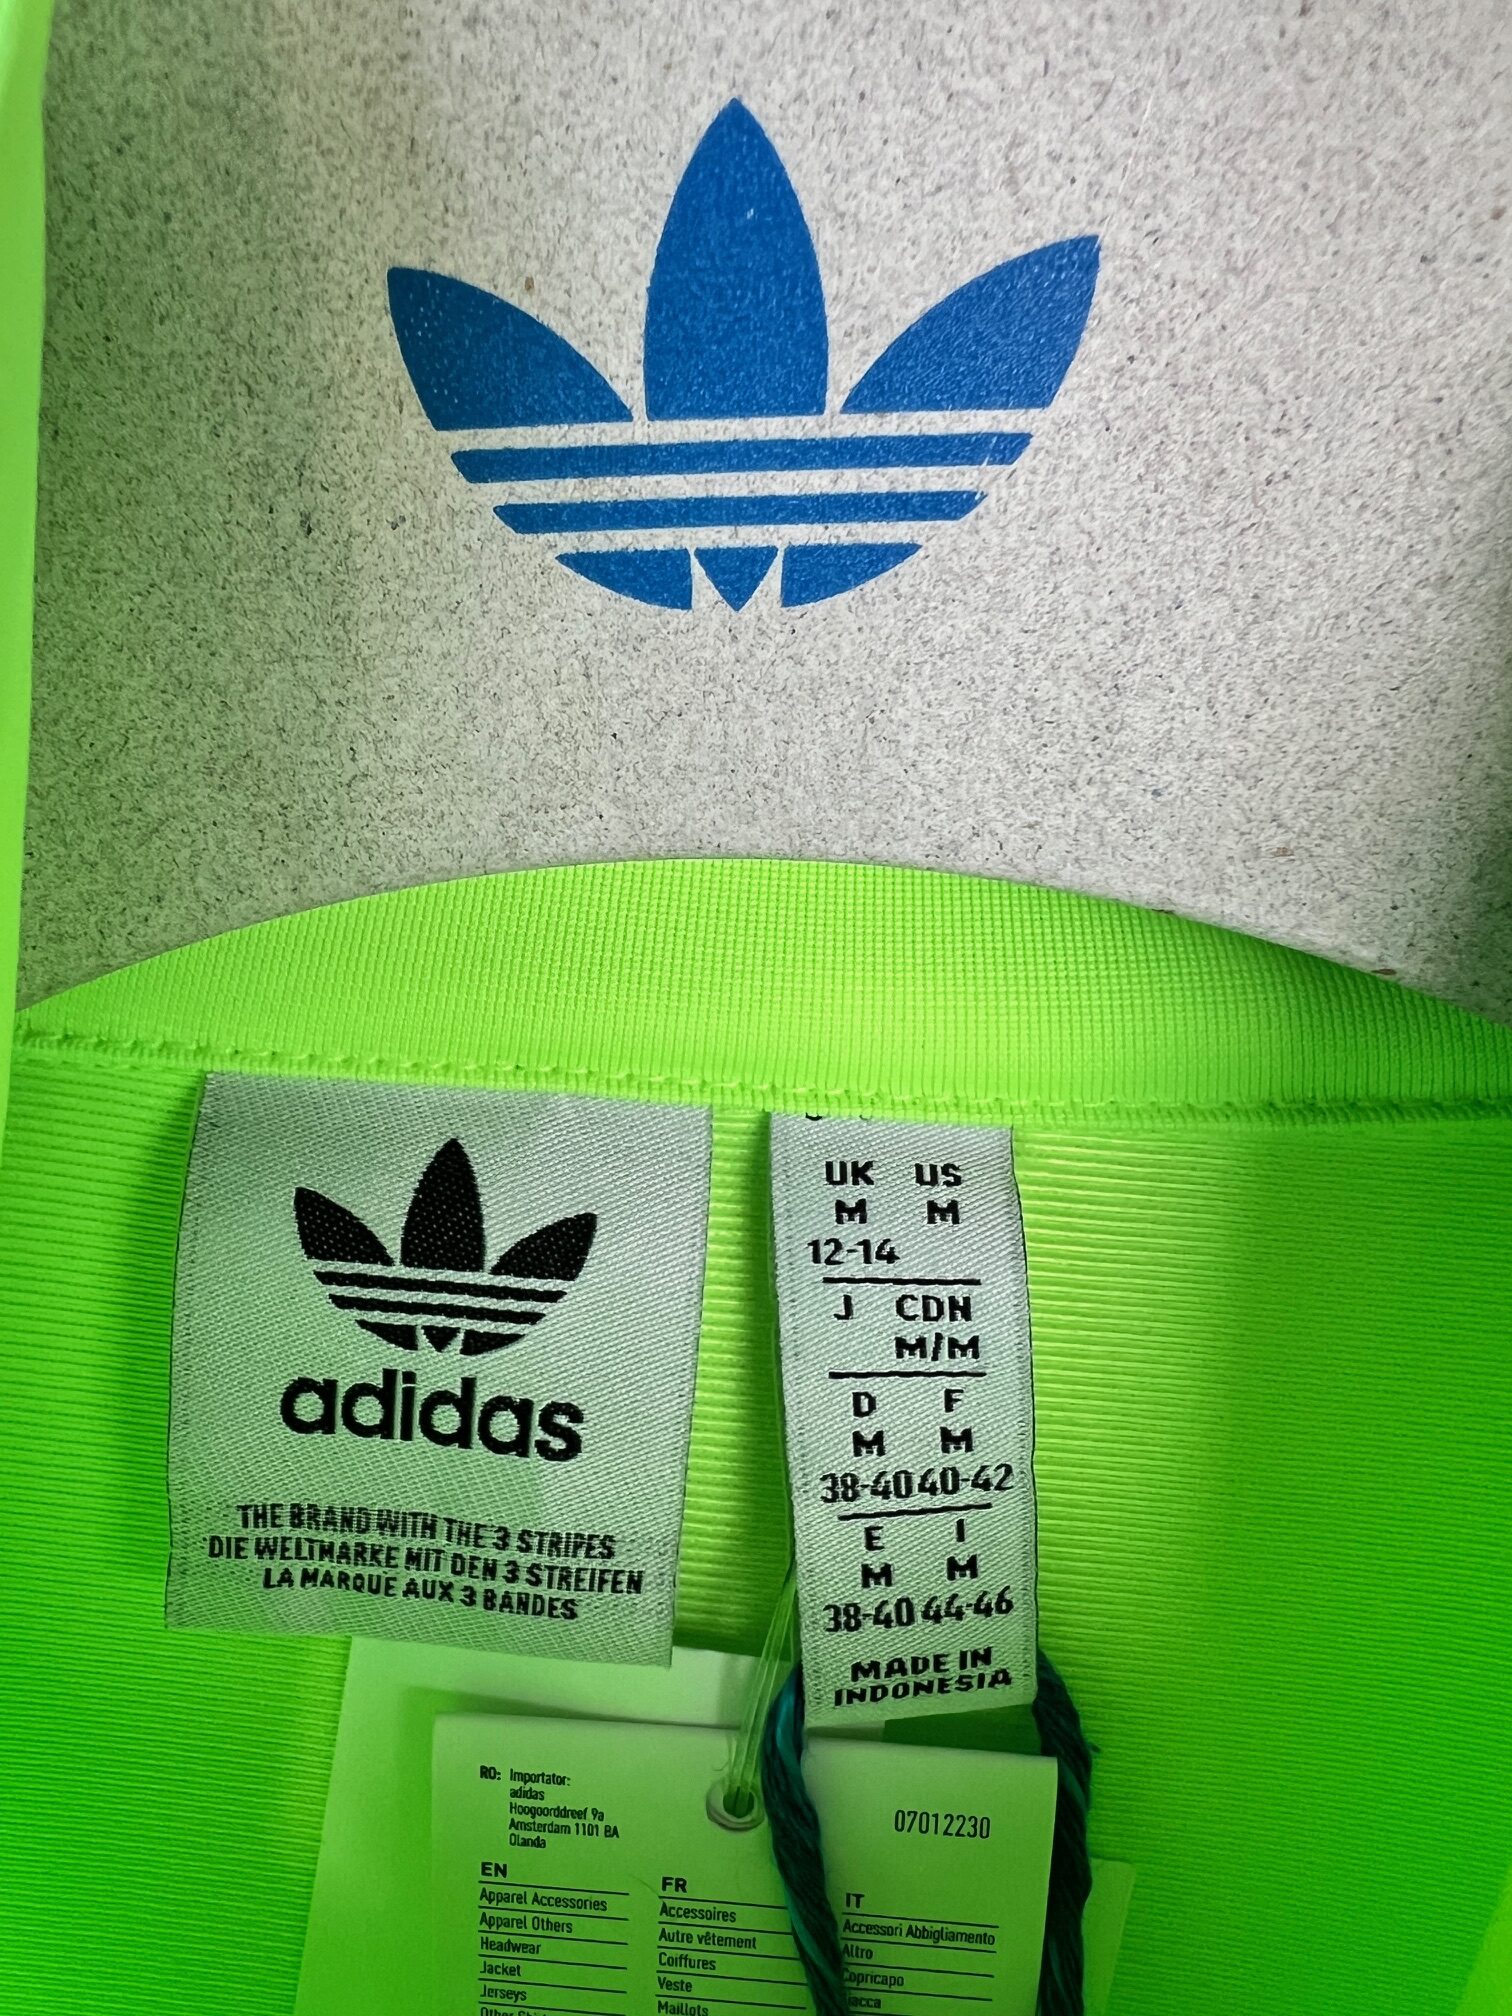 adidas
THE BRAND WITH THE 3 STRIPES
DIE WELTMARKE MIT DEN 3 STREIFEN
LA MARQUE AUX 3 BANDES
UK US
M M
12-14
J CDN
M/M
D F
M M
38-40 40-42
E I
M M
38-40 44-46
MADE IN
INDONESIA
RO: Importator:
adidas
Hoogoorddreef 9a
Amsterdam 1101 BA
Olanda
07012230
EN
Apparel Accessories
Apparel Others
Headwear
Jacket
Jerseys
FR
Accessoires
Autre vêtement
Coiffures
Veste
Maillots
IT
Accessori Abbigliamento
Altro
Copricapo